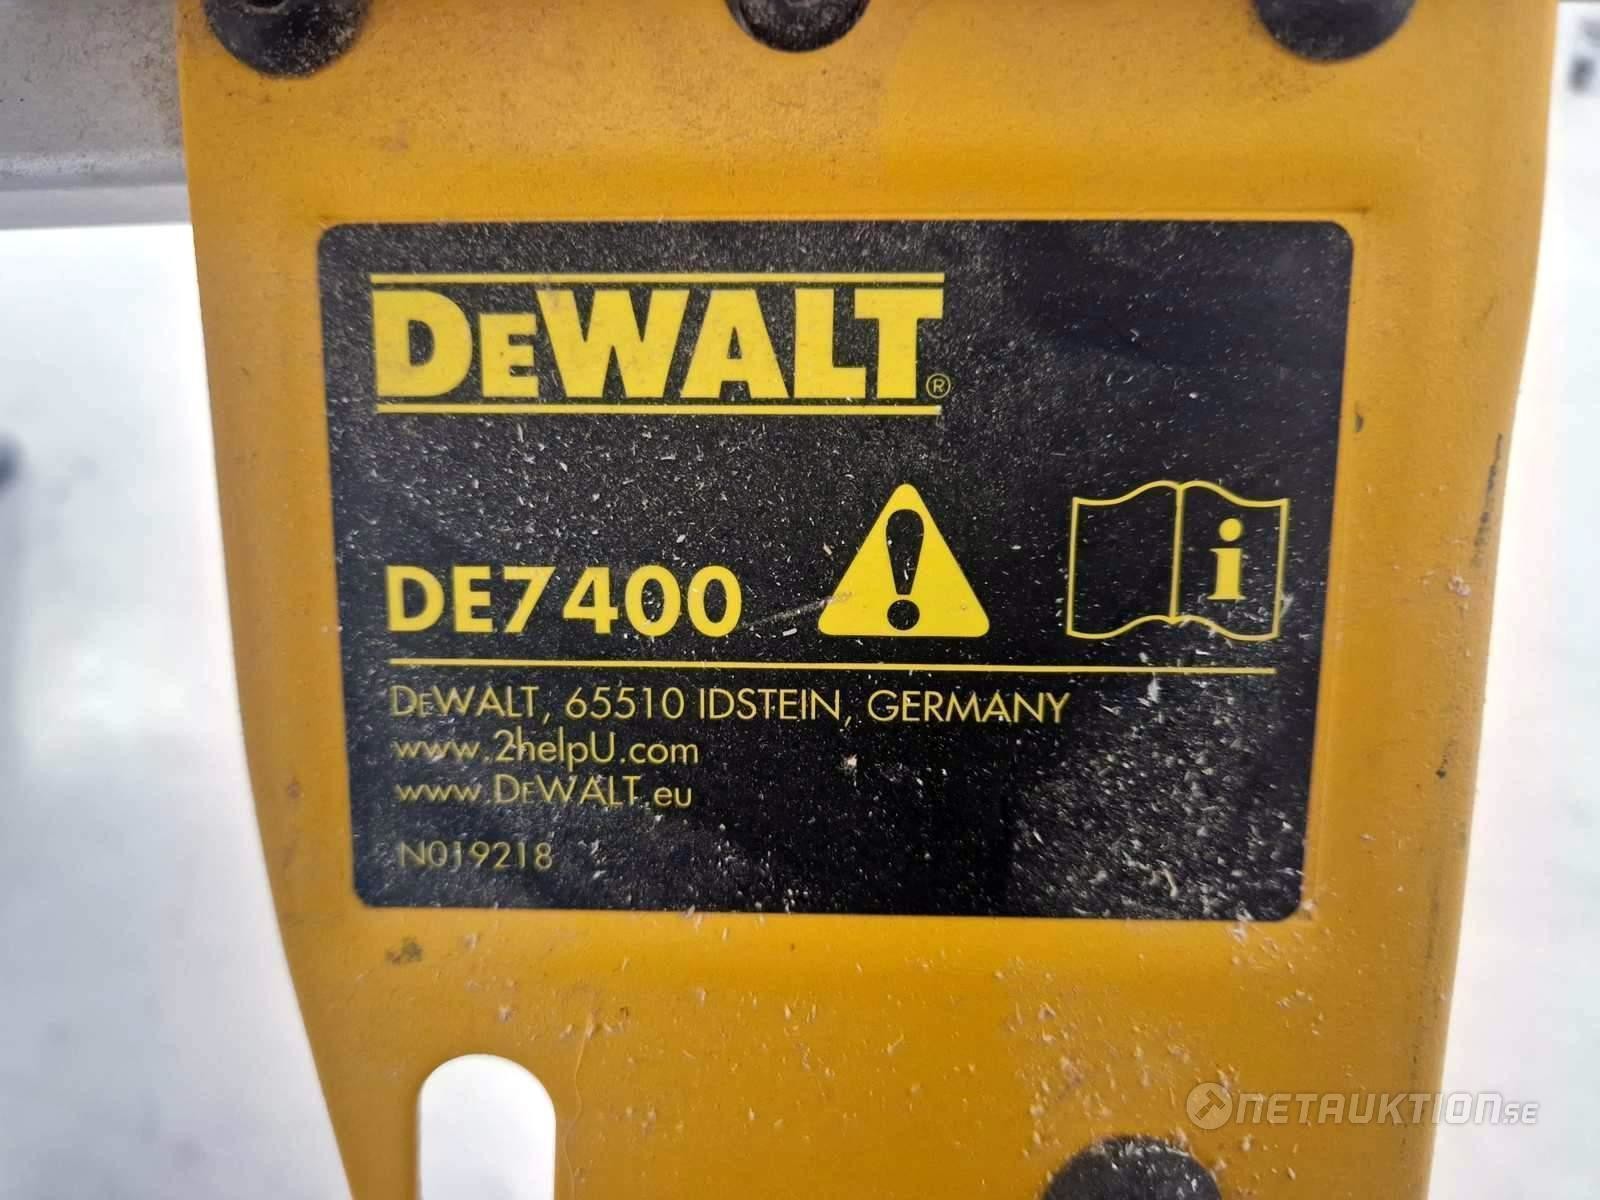 DEWALT®
DE7400
i
DEWALT, 65510 IDSTEIN, GERMANY
www.2helpU.com
www.DEWALT.eu
N019218
NETAUKTION.SE